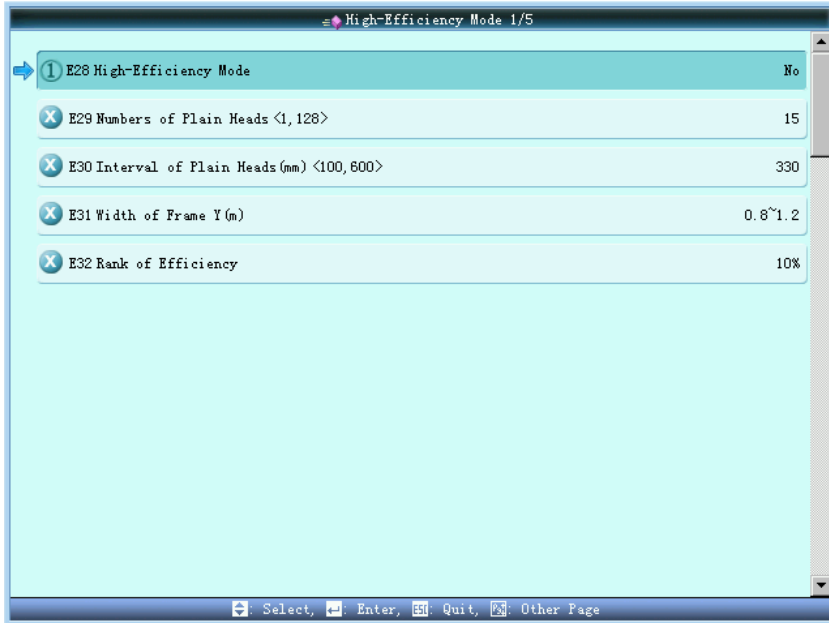 High-Efficiency Mode 1/5
1 E28 High-Efficiency Mode No
X E29 Numbers of Plain Heads <1,128> 15
X E30 Interval of Plain Heads(mm) <100,600> 330
X E31 Width of Frame Y(m) 0.8~1.2
X E32 Rank of Efficiency 10%
: Select, : Enter, ESC: Quit, : Other Page